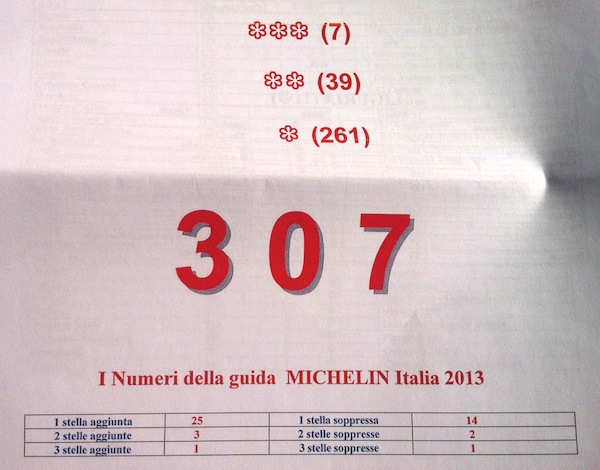 (7)
(39)
(261)
307
I Numeri della guida MICHELIN Italia 2013
1 stella aggiunta 25 1 stella soppressa 14
2 stelle aggiunte 3 2 stelle soppresse 2
3 stelle aggiunte 1 3 stelle soppresse 1